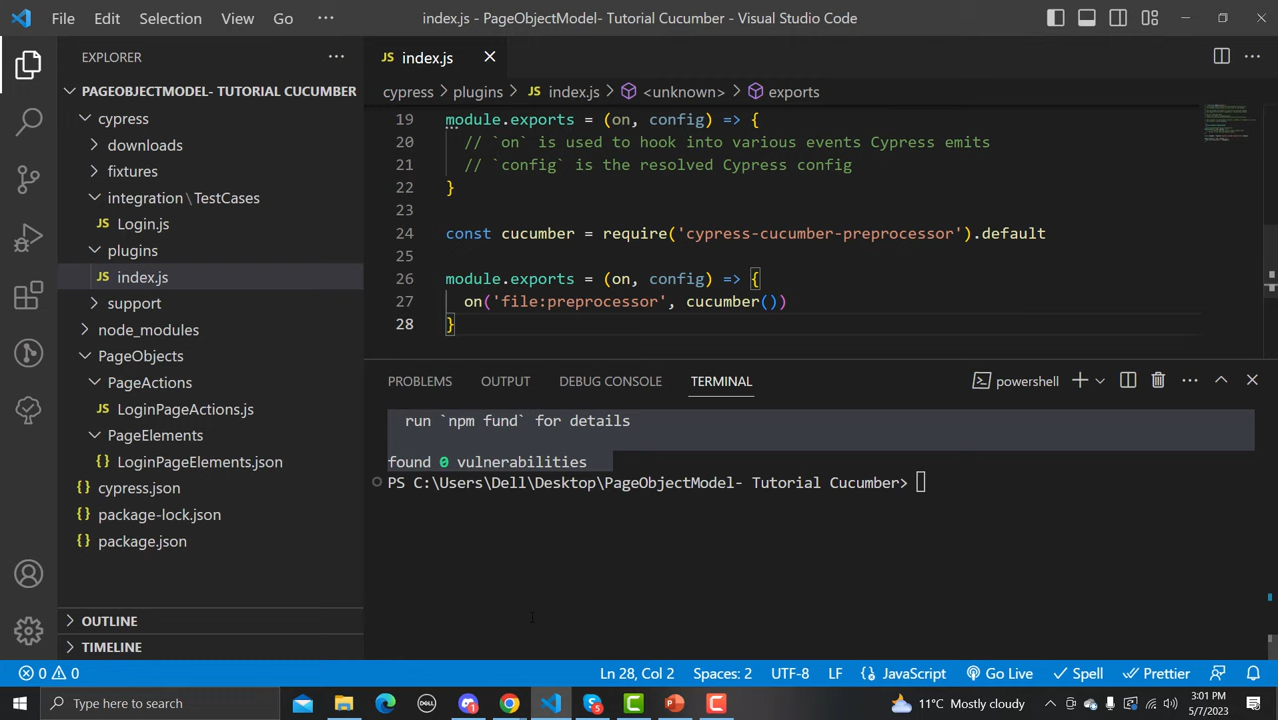 File Edit Selection View Go ··· index.js - PageObjectModel- Tutorial Cucumber - Visual Studio Code
EXPLORER ···
JS index.js
PAGEOBJECTMODEL- TUTORIAL CUCUMBER
cypress > plugins > JS index.js > <unknown> > exports
cypress
downloads
fixtures
integration \ TestCases
JS Login.js
plugins
JS index.js
support
node_modules
PageObjects
PageActions
JS LoginPageActions.js
PageElements
{} LoginPageElements.json
cypress.json
package-lock.json
package.json
OUTLINE
TIMELINE
19 module.exports = (on, config) => {
20 // `on` is used to hook into various events Cypress emits
21 // `config` is the resolved Cypress config
22 }
23
24 const cucumber = require('cypress-cucumber-preprocessor').default
25
26 module.exports = (on, config) => {
27 on('file:preprocessor', cucumber())
28 }
PROBLEMS OUTPUT DEBUG CONSOLE TERMINAL powershell
run `npm fund` for details
found 0 vulnerabilities
PS C:\Users\Dell\Desktop\PageObjectModel- Tutorial Cucumber>
0 0 Ln 28, Col 2 Spaces: 2 UTF-8 LF {} JavaScript Go Live Spell Prettier
Type here to search DELL 11°C Mostly cloudy 3:01 PM
5/7/2023